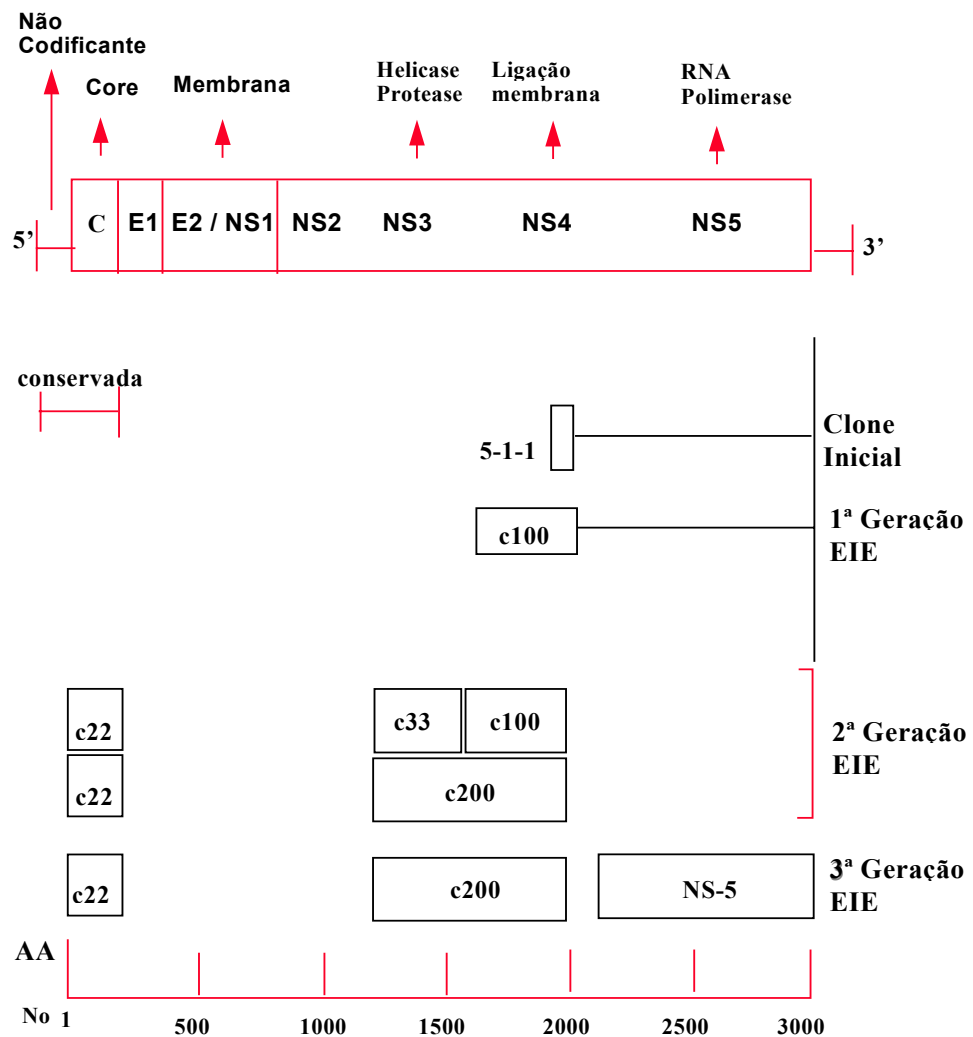 Não
Codificante
Core
Membrana
Helicase
Protease
Ligação
membrana
RNA
Polimerase
5’
C
E1
E2 / NS1
NS2
NS3
NS4
NS5
3’
conservada
5-1-1
Clone
Inicial
c100
1ª Geração
EIE
c22
c33
c100
c22
c200
2ª Geração
EIE
c22
c200
NS-5
3ª Geração
EIE
AA
No 1
500
1000
1500
2000
2500
3000